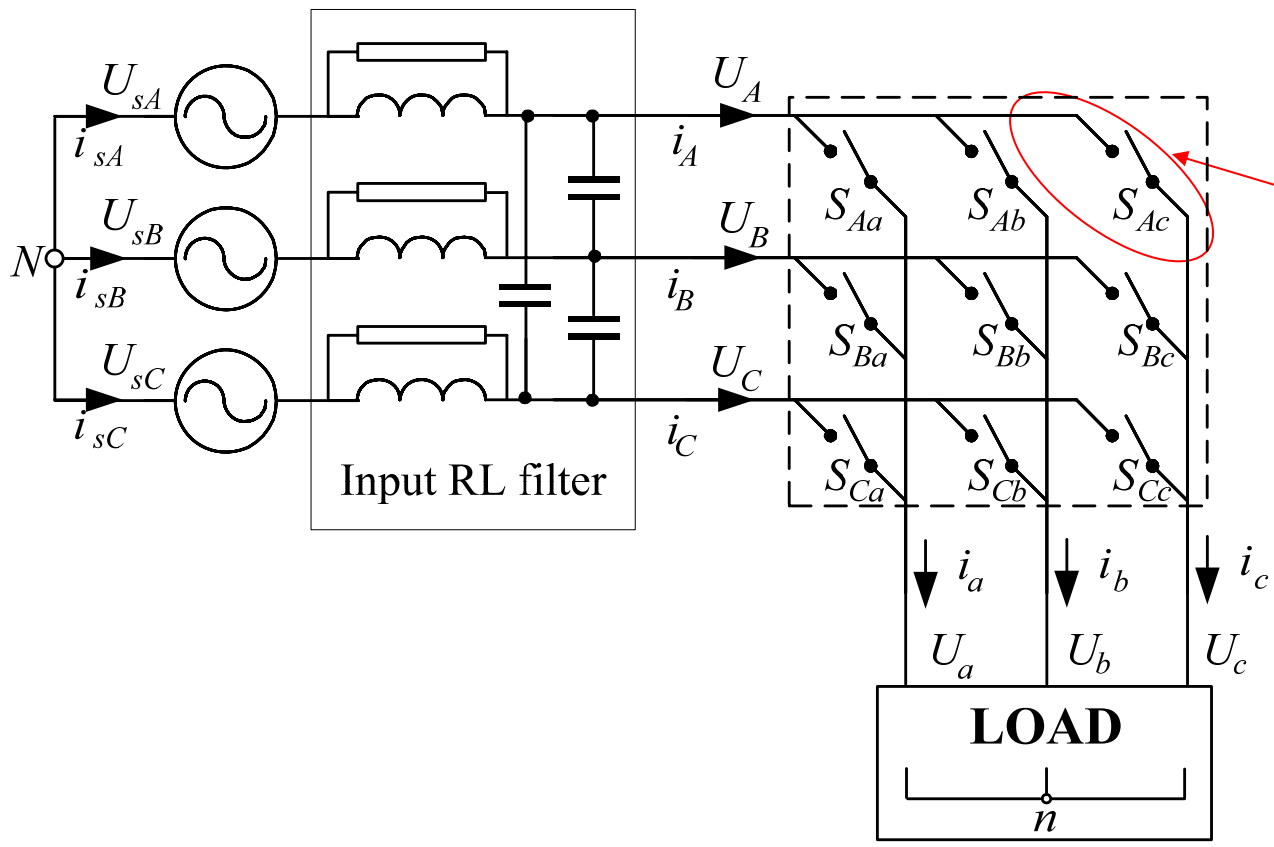 U_sA
i_sA
U_A
i_A
S_Aa S_Ab S_Ac
U_sB
N
i_sB
U_B
i_B
S_Ba S_Bb S_Bc
U_sC
i_sC
U_C
i_C
S_Ca S_Cb S_Cc
Input RL filter
i_a i_b i_c
U_a U_b U_c
LOAD
n